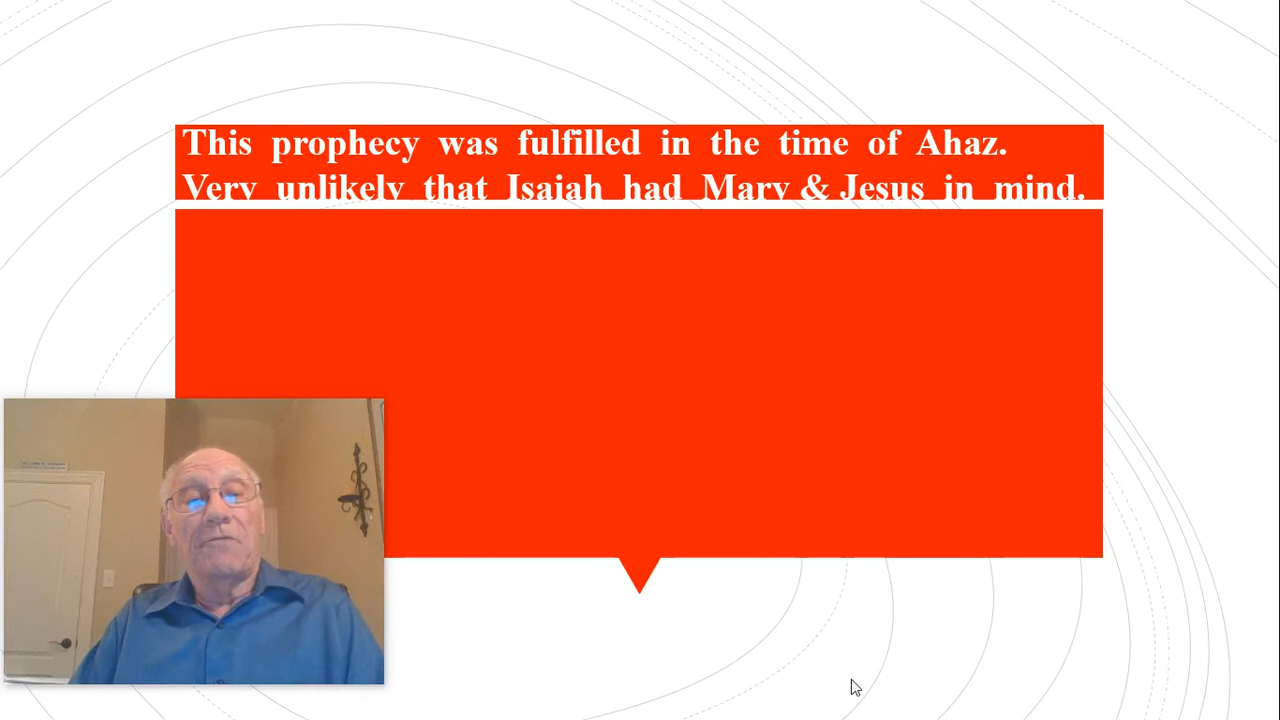 This prophecy was fulfilled in the time of Ahaz.
Very unlikely that Isaiah had Mary & Jesus in mind.